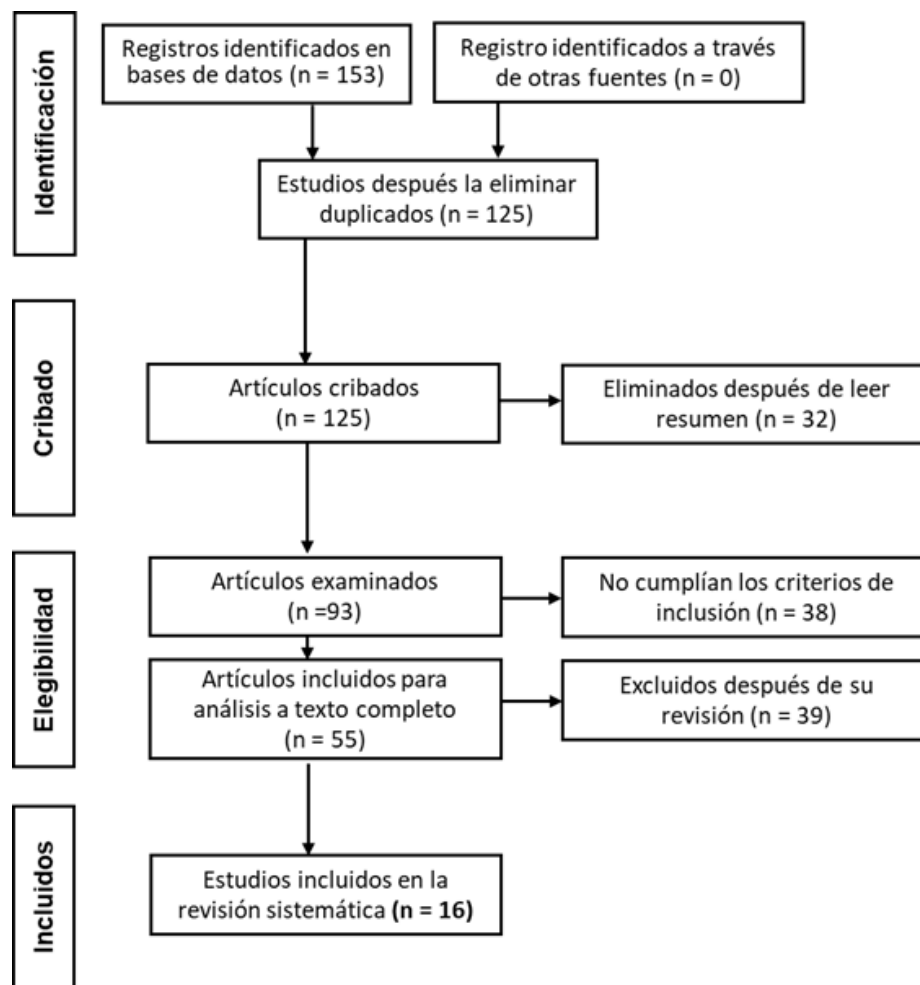 Identificación
Registros identificados en
bases de datos (n = 153)
Registro identificados a través
de otras fuentes (n = 0)
Estudios después la eliminar
duplicados (n = 125)
Cribado
Artículos cribados
(n = 125)
Eliminados después de leer
resumen (n = 32)
Elegibilidad
Artículos examinados
(n =93)
No cumplían los criterios de
inclusión (n = 38)
Artículos incluidos para
análisis a texto completo
(n = 55)
Excluidos después de su
revisión (n = 39)
Incluidos
Estudios incluidos en la
revisión sistemática (n = 16)